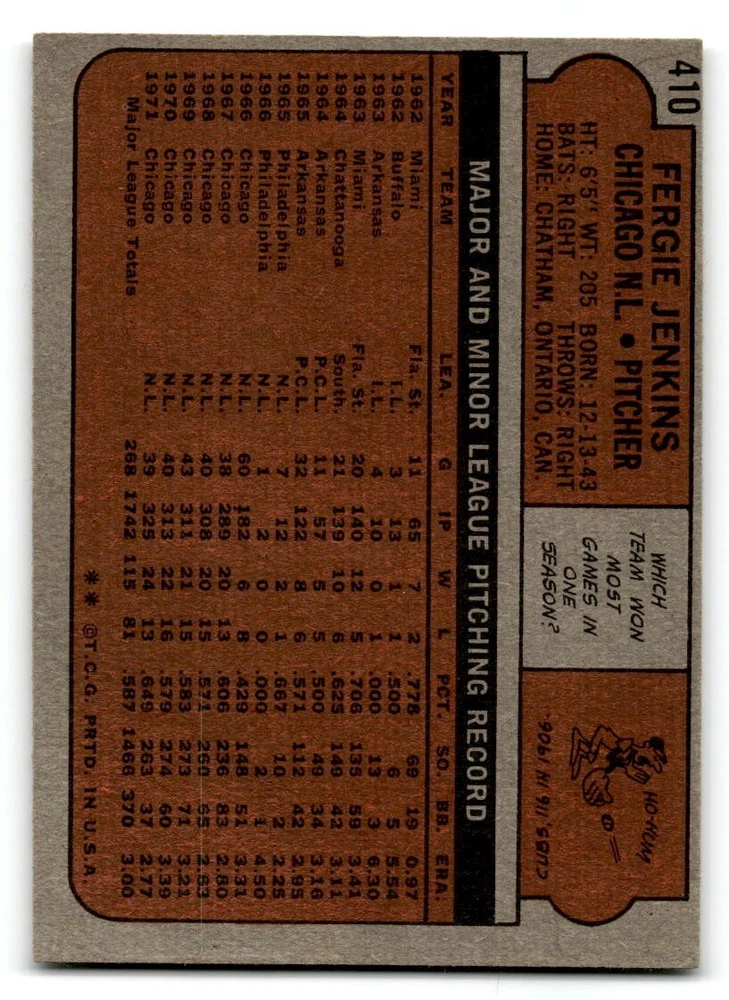 410
FERGIE JENKINS
CHICAGO N.L. • PITCHER
HT: 6'5" WT: 205 BORN: 12-13-43
BATS: RIGHT THROWS: RIGHT
HOME: CHATHAM, ONTARIO, CAN.
WHICH
TEAM WON
MOST
GAMES IN
ONE
SEASON?
HO-HUM
CUBS, 116 IN 1906.
MAJOR AND MINOR LEAGUE PITCHING RECORD
YEAR TEAM LEA. G IP W L PCT. SO. BB. ERA.
1962 Miami Fla. St. 11 65 7 2 .778 69 19 0.97
1962 Buffalo I.L. 3 13 1 1 .500 6 6 5.54
1963 Arkansas I.L. 4 10 0 1 .000 13 3 6.30
1963 Miami Fla. St. 20 140 12 5 .706 135 59 3.41
1964 Chattanooga South. 21 139 10 6 .625 149 42 3.11
1964 Arkansas P.C.L. 11 57 5 5 .500 49 34 3.16
1965 Arkansas P.C.L. 32 122 8 6 .571 112 42 2.95
1965 Philadelphia N.L. 7 12 2 1 .667 10 2 2.25
1966 Philadelphia N.L. 1 2 0 0 .000 2 1 4.50
1966 Chicago N.L. 60 182 6 8 .429 148 51 3.31
1967 Chicago N.L. 38 289 20 13 .606 236 83 2.80
1968 Chicago N.L. 40 308 20 15 .571 260 65 2.63
1969 Chicago N.L. 43 311 21 15 .583 273 71 3.21
1970 Chicago N.L. 40 313 22 16 .579 274 60 3.39
1971 Chicago N.L. 39 325 24 13 .649 263 37 2.77
Major League Totals 268 1742 115 81 .587 1466 370 3.00
** ©T.C.G. PRTD. IN U.S.A.